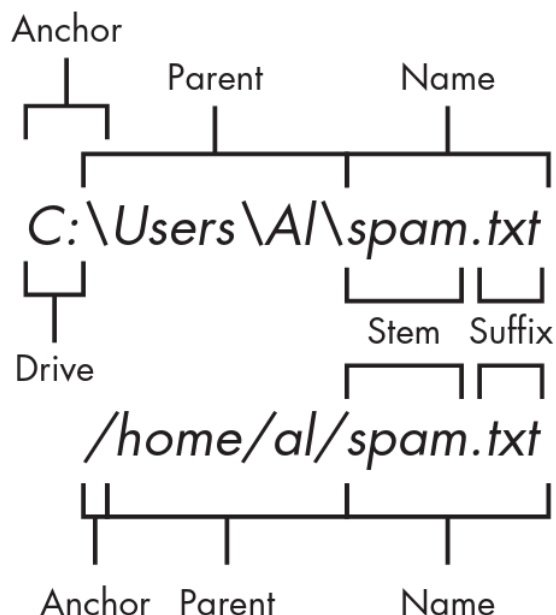 Anchor
Parent Name
C:\Users\Al\spam.txt
Stem Suffix
Drive
/home/al/spam.txt
Anchor Parent Name